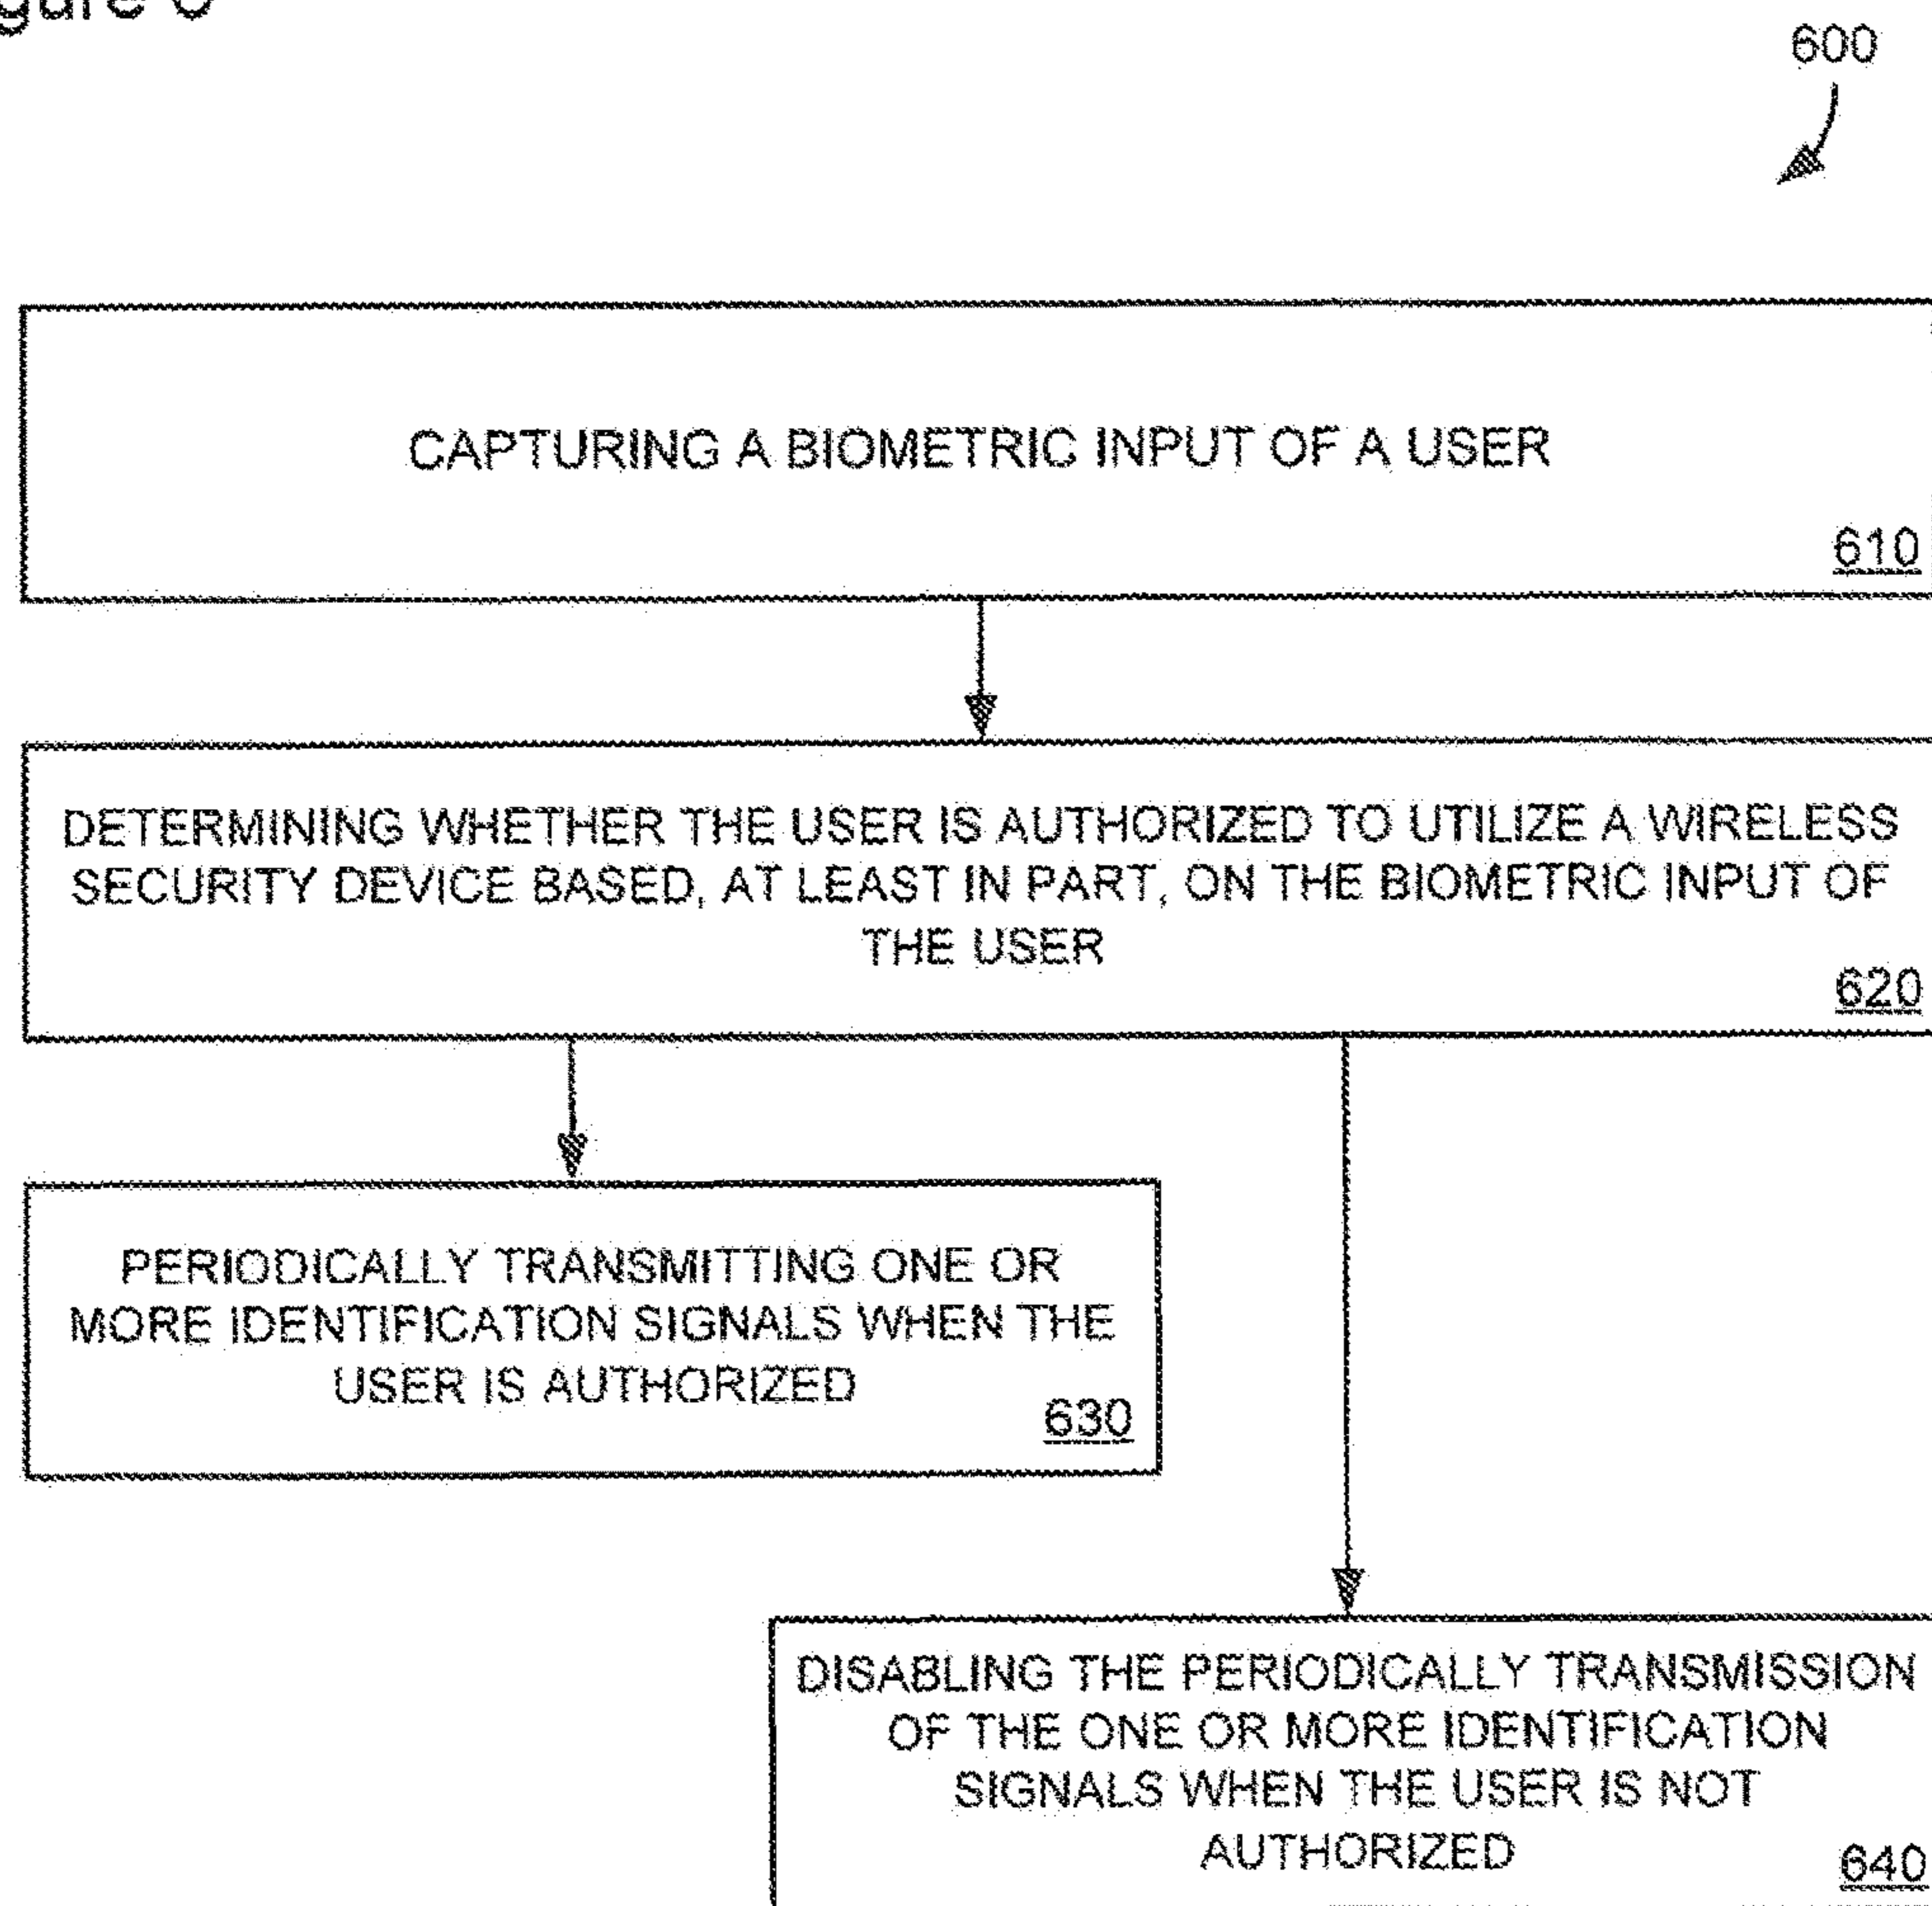 600
CAPTURING A BIOMETRIC INPUT OF A USER
610
DETERMINING WHETHER THE USER IS AUTHORIZED TO UTILIZE A WIRELESS
SECURITY DEVICE BASED, AT LEAST IN PART, ON THE BIOMETRIC INPUT OF
THE USER
620
PERIODICALLY TRANSMITTING ONE OR
MORE IDENTIFICATION SIGNALS WHEN THE
USER IS AUTHORIZED
630
DISABLING THE PERIODICALLY TRANSMISSION
OF THE ONE OR MORE IDENTIFICATION
SIGNALS WHEN THE USER IS NOT
AUTHORIZED
640